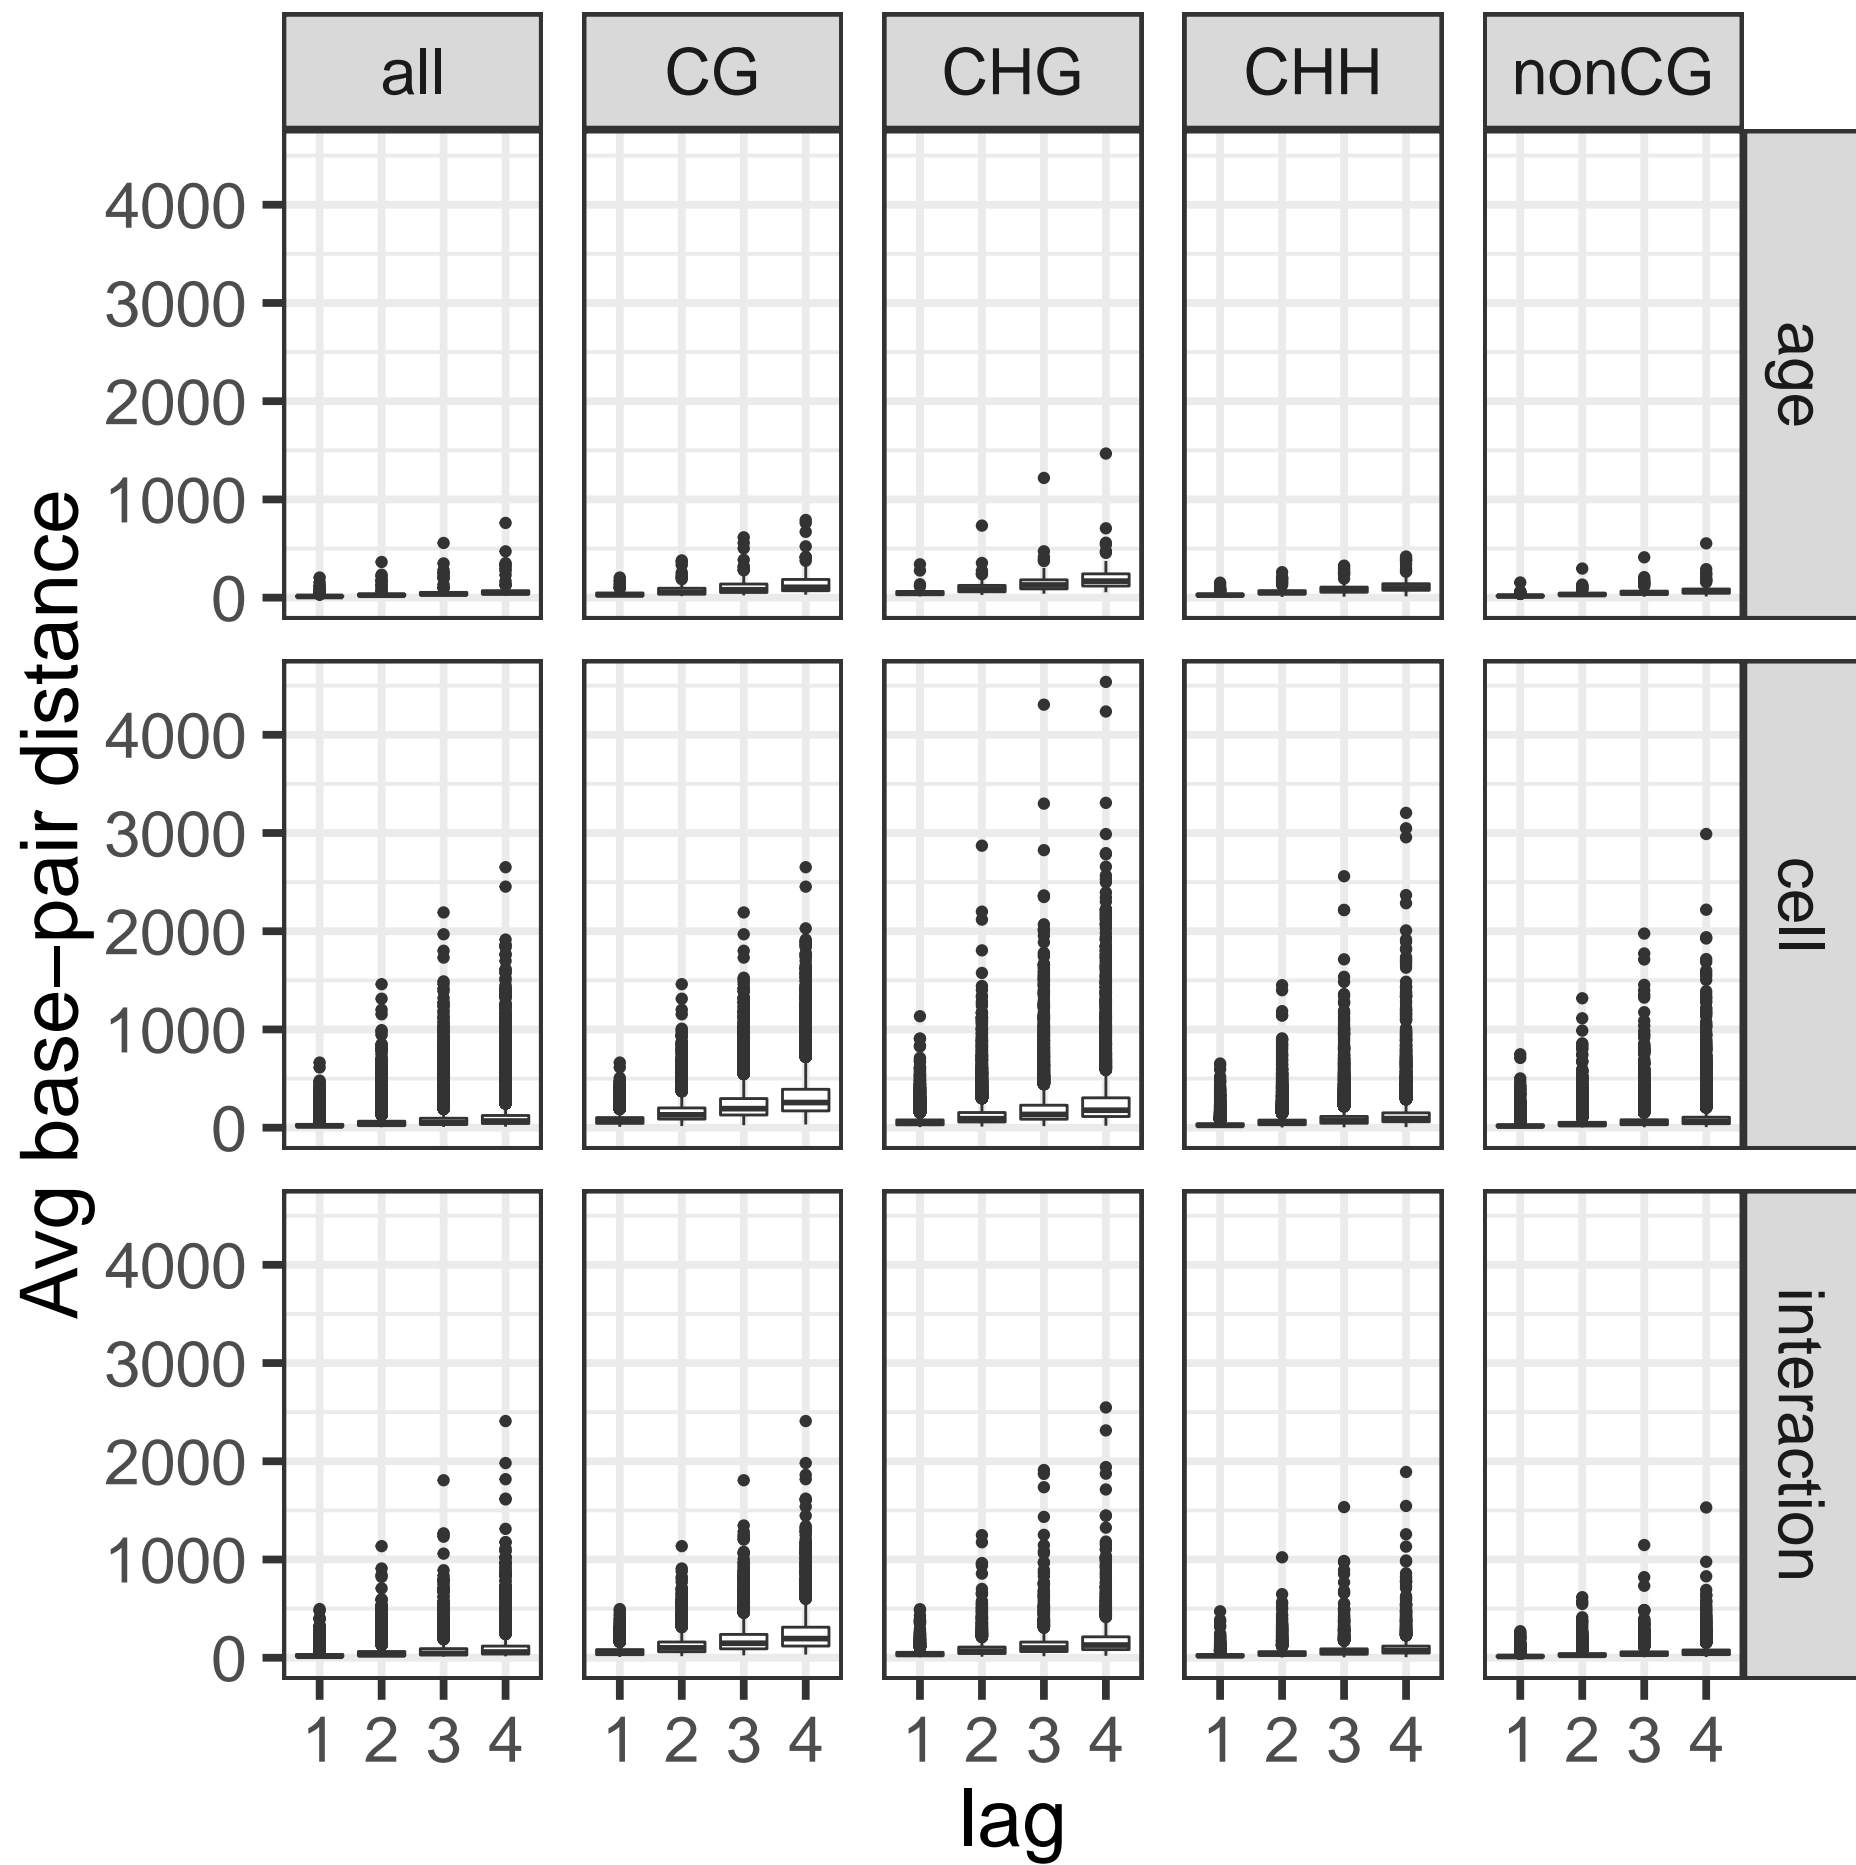 all CG CHG CHH nonCG
4000
3000
2000
1000
0
age
4000
3000
2000
1000
0
cell
4000
3000
2000
1000
0
interaction
1 2 3 4 1 2 3 4 1 2 3 4 1 2 3 4 1 2 3 4
lag
Avg base−pair distance